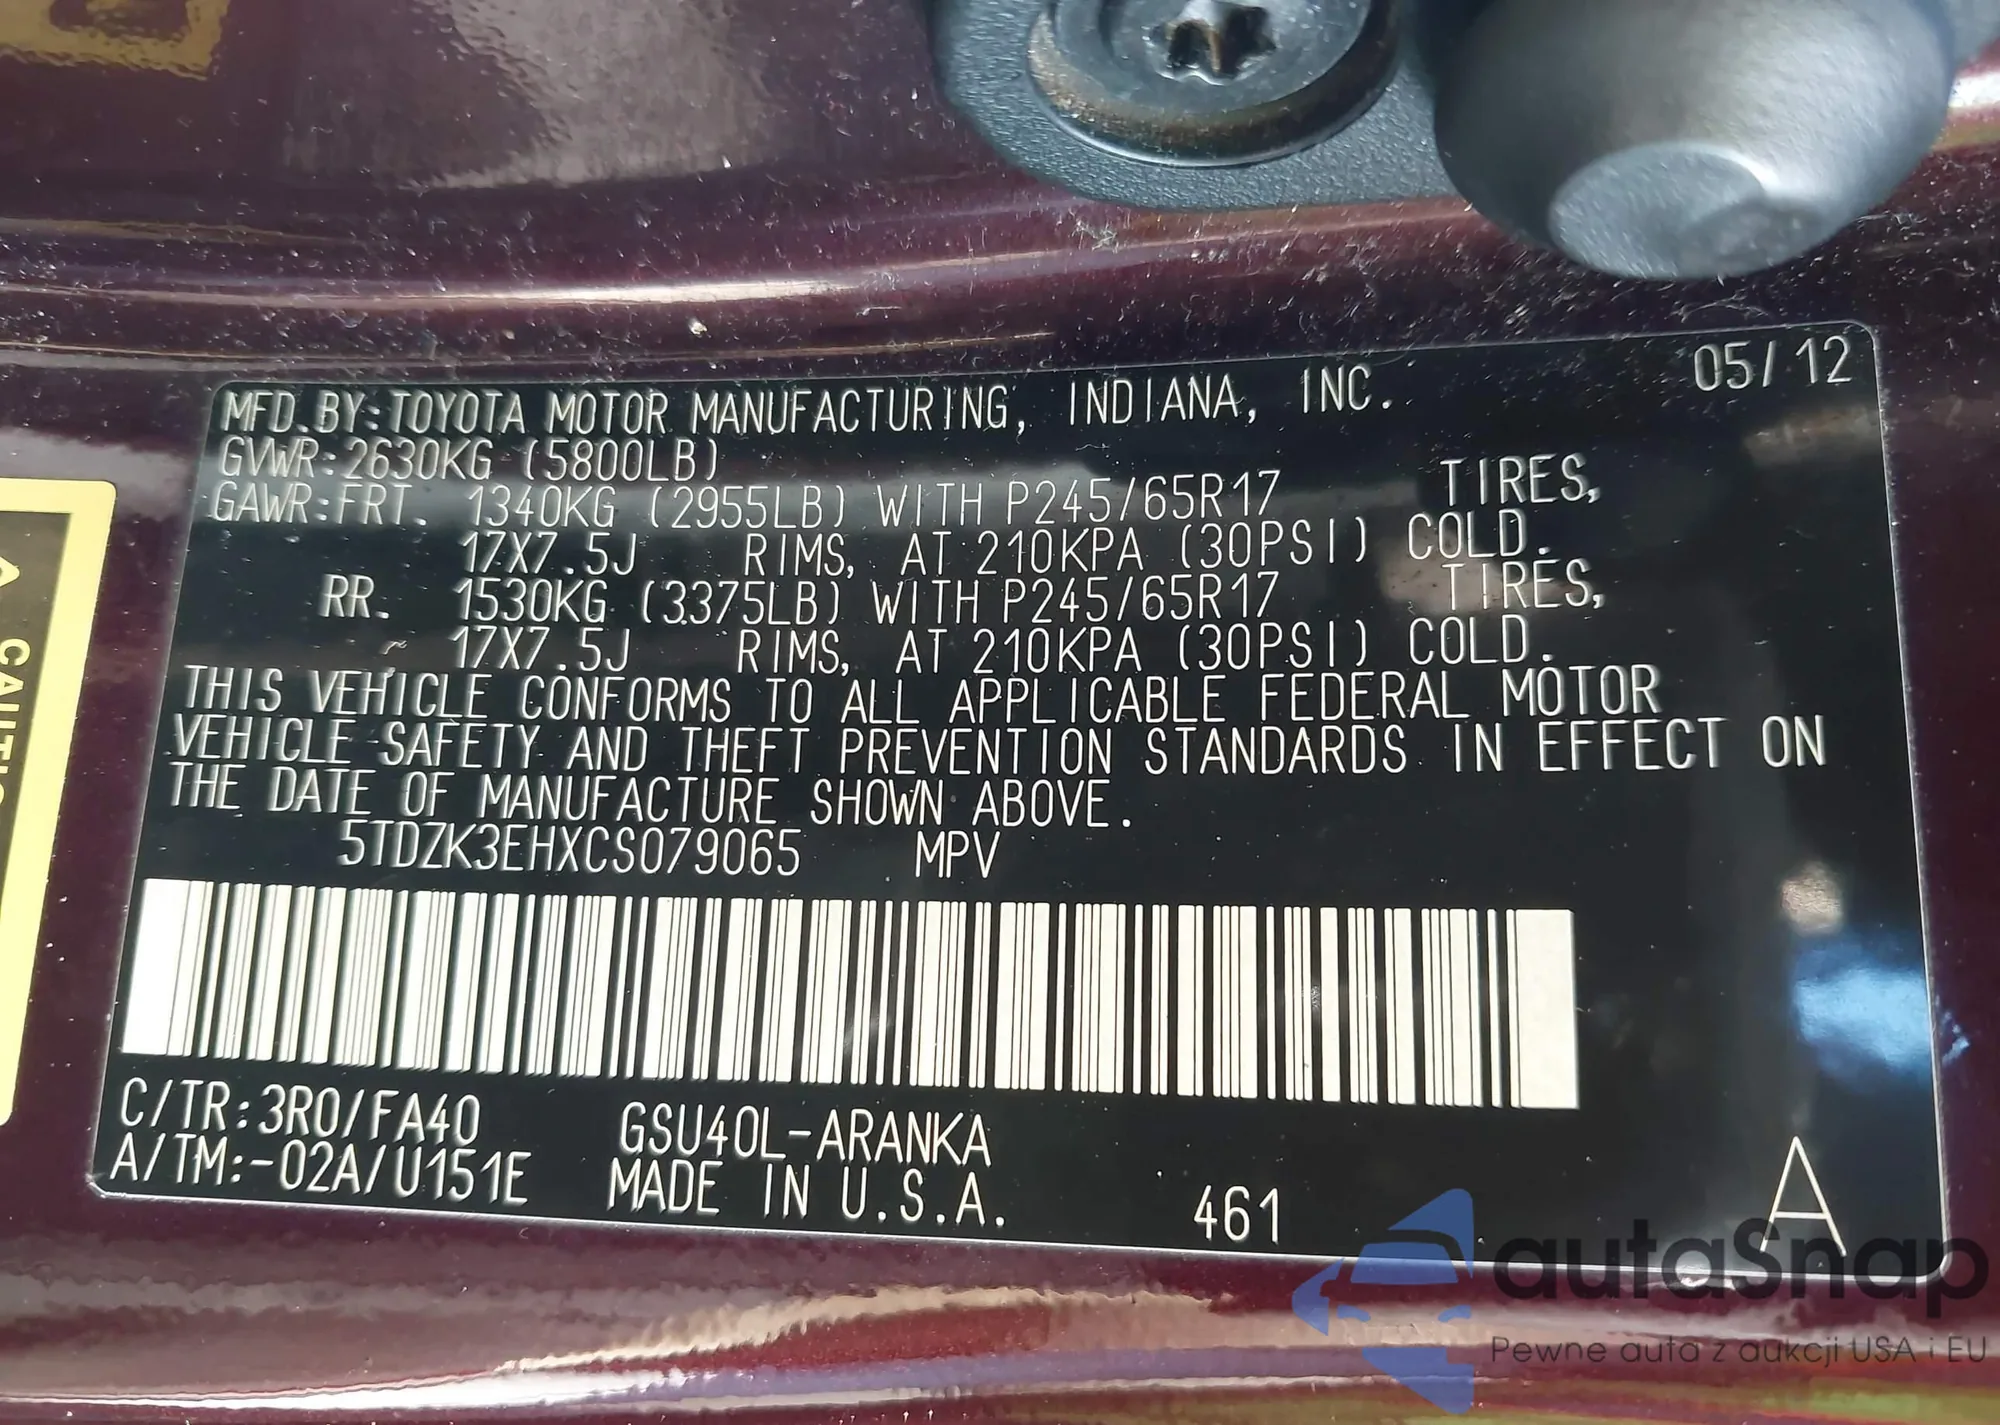 05/12
MFD.BY:TOYOTA MOTOR MANUFACTURING, INDIANA, INC.
GVWR:2630KG (5800LB)
GAWR:FRT. 1340KG (2955LB) WITH P245/65R17 TIRES,
17X7.5J RIMS, AT 210KPA (30PSI) COLD.
RR. 1530KG (3375LB) WITH P245/65R17 TIRES,
17X7.5J RIMS, AT 210KPA (30PSI) COLD.
THIS VEHICLE CONFORMS TO ALL APPLICABLE FEDERAL MOTOR
VEHICLE SAFETY AND THEFT PREVENTION STANDARDS IN EFFECT ON
THE DATE OF MANUFACTURE SHOWN ABOVE.
5TDZK3EHXCS079065 MPV
C/TR:3R0/FA40 GSU40L-ARANKA
A/TM:-02A/U151E MADE IN U.S.A. 461 A
CAUTIO
autaSnap
Pewne auta z aukcji USA i EU